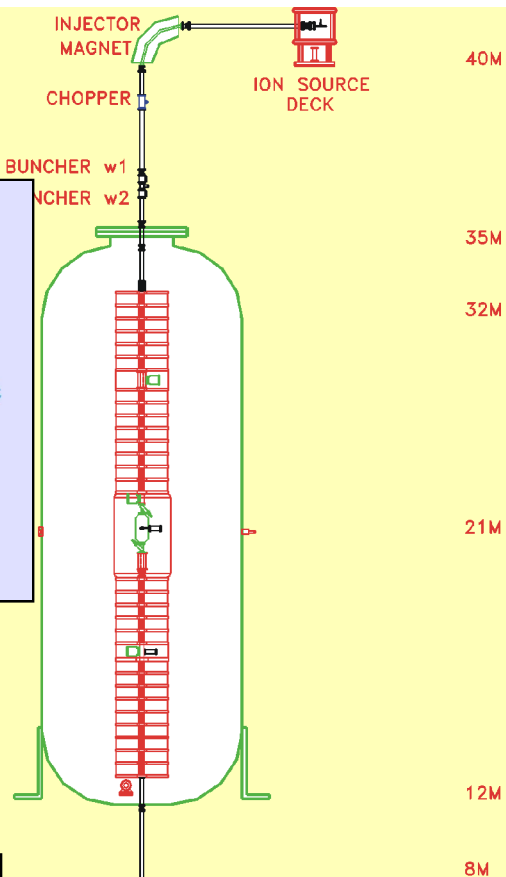 INJECTOR
MAGNET
ION SOURCE
DECK
40M
CHOPPER
BUNCHER w1
NCHER w2
35M
32M
21M
12M
8M